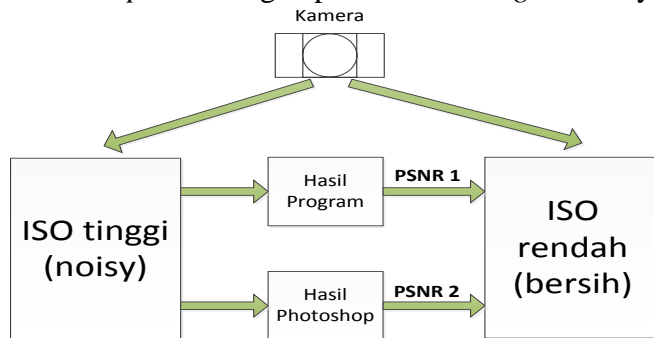 Kamera
Hasil
Program
PSNR 1
ISO tinggi
(noisy)
ISO
rendah
(bersih)
Hasil
Photoshop
PSNR 2